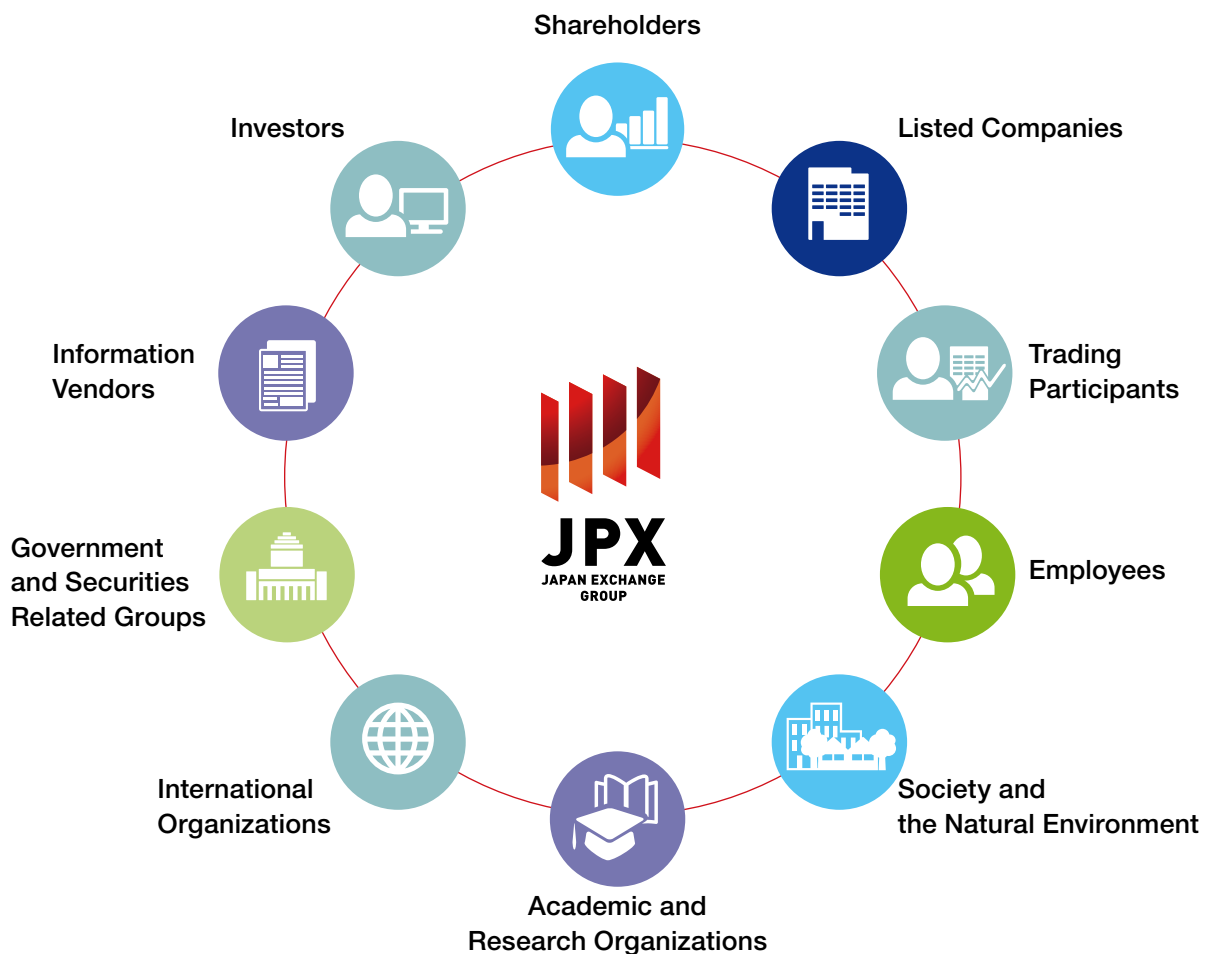 Shareholders
Investors
Listed Companies
Information
Vendors
Trading
Participants
JPX
JAPAN EXCHANGE
GROUP
Government
and Securities
Related Groups
Employees
International
Organizations
Society and
the Natural Environment
Academic and
Research Organizations